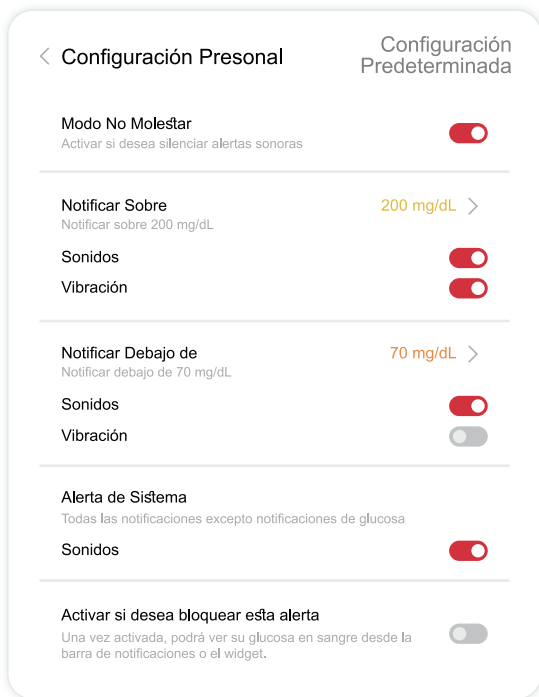 Configuración Presonal
Configuración
Predeterminada
Modo No Molestar
Activar si desea silenciar alertas sonoras
Notificar Sobre
200 mg/dL
Notificar sobre 200 mg/dL
Sonidos
Vibración
Notificar Debajo de
70 mg/dL
Notificar debajo de 70 mg/dL
Sonidos
Vibración
Alerta de Sistema
Todas las notificaciones excepto notificaciones de glucosa
Sonidos
Activar si desea bloquear esta alerta
Una vez activada, podrá ver su glucosa en sangre desde la
barra de notificaciones o el widget.